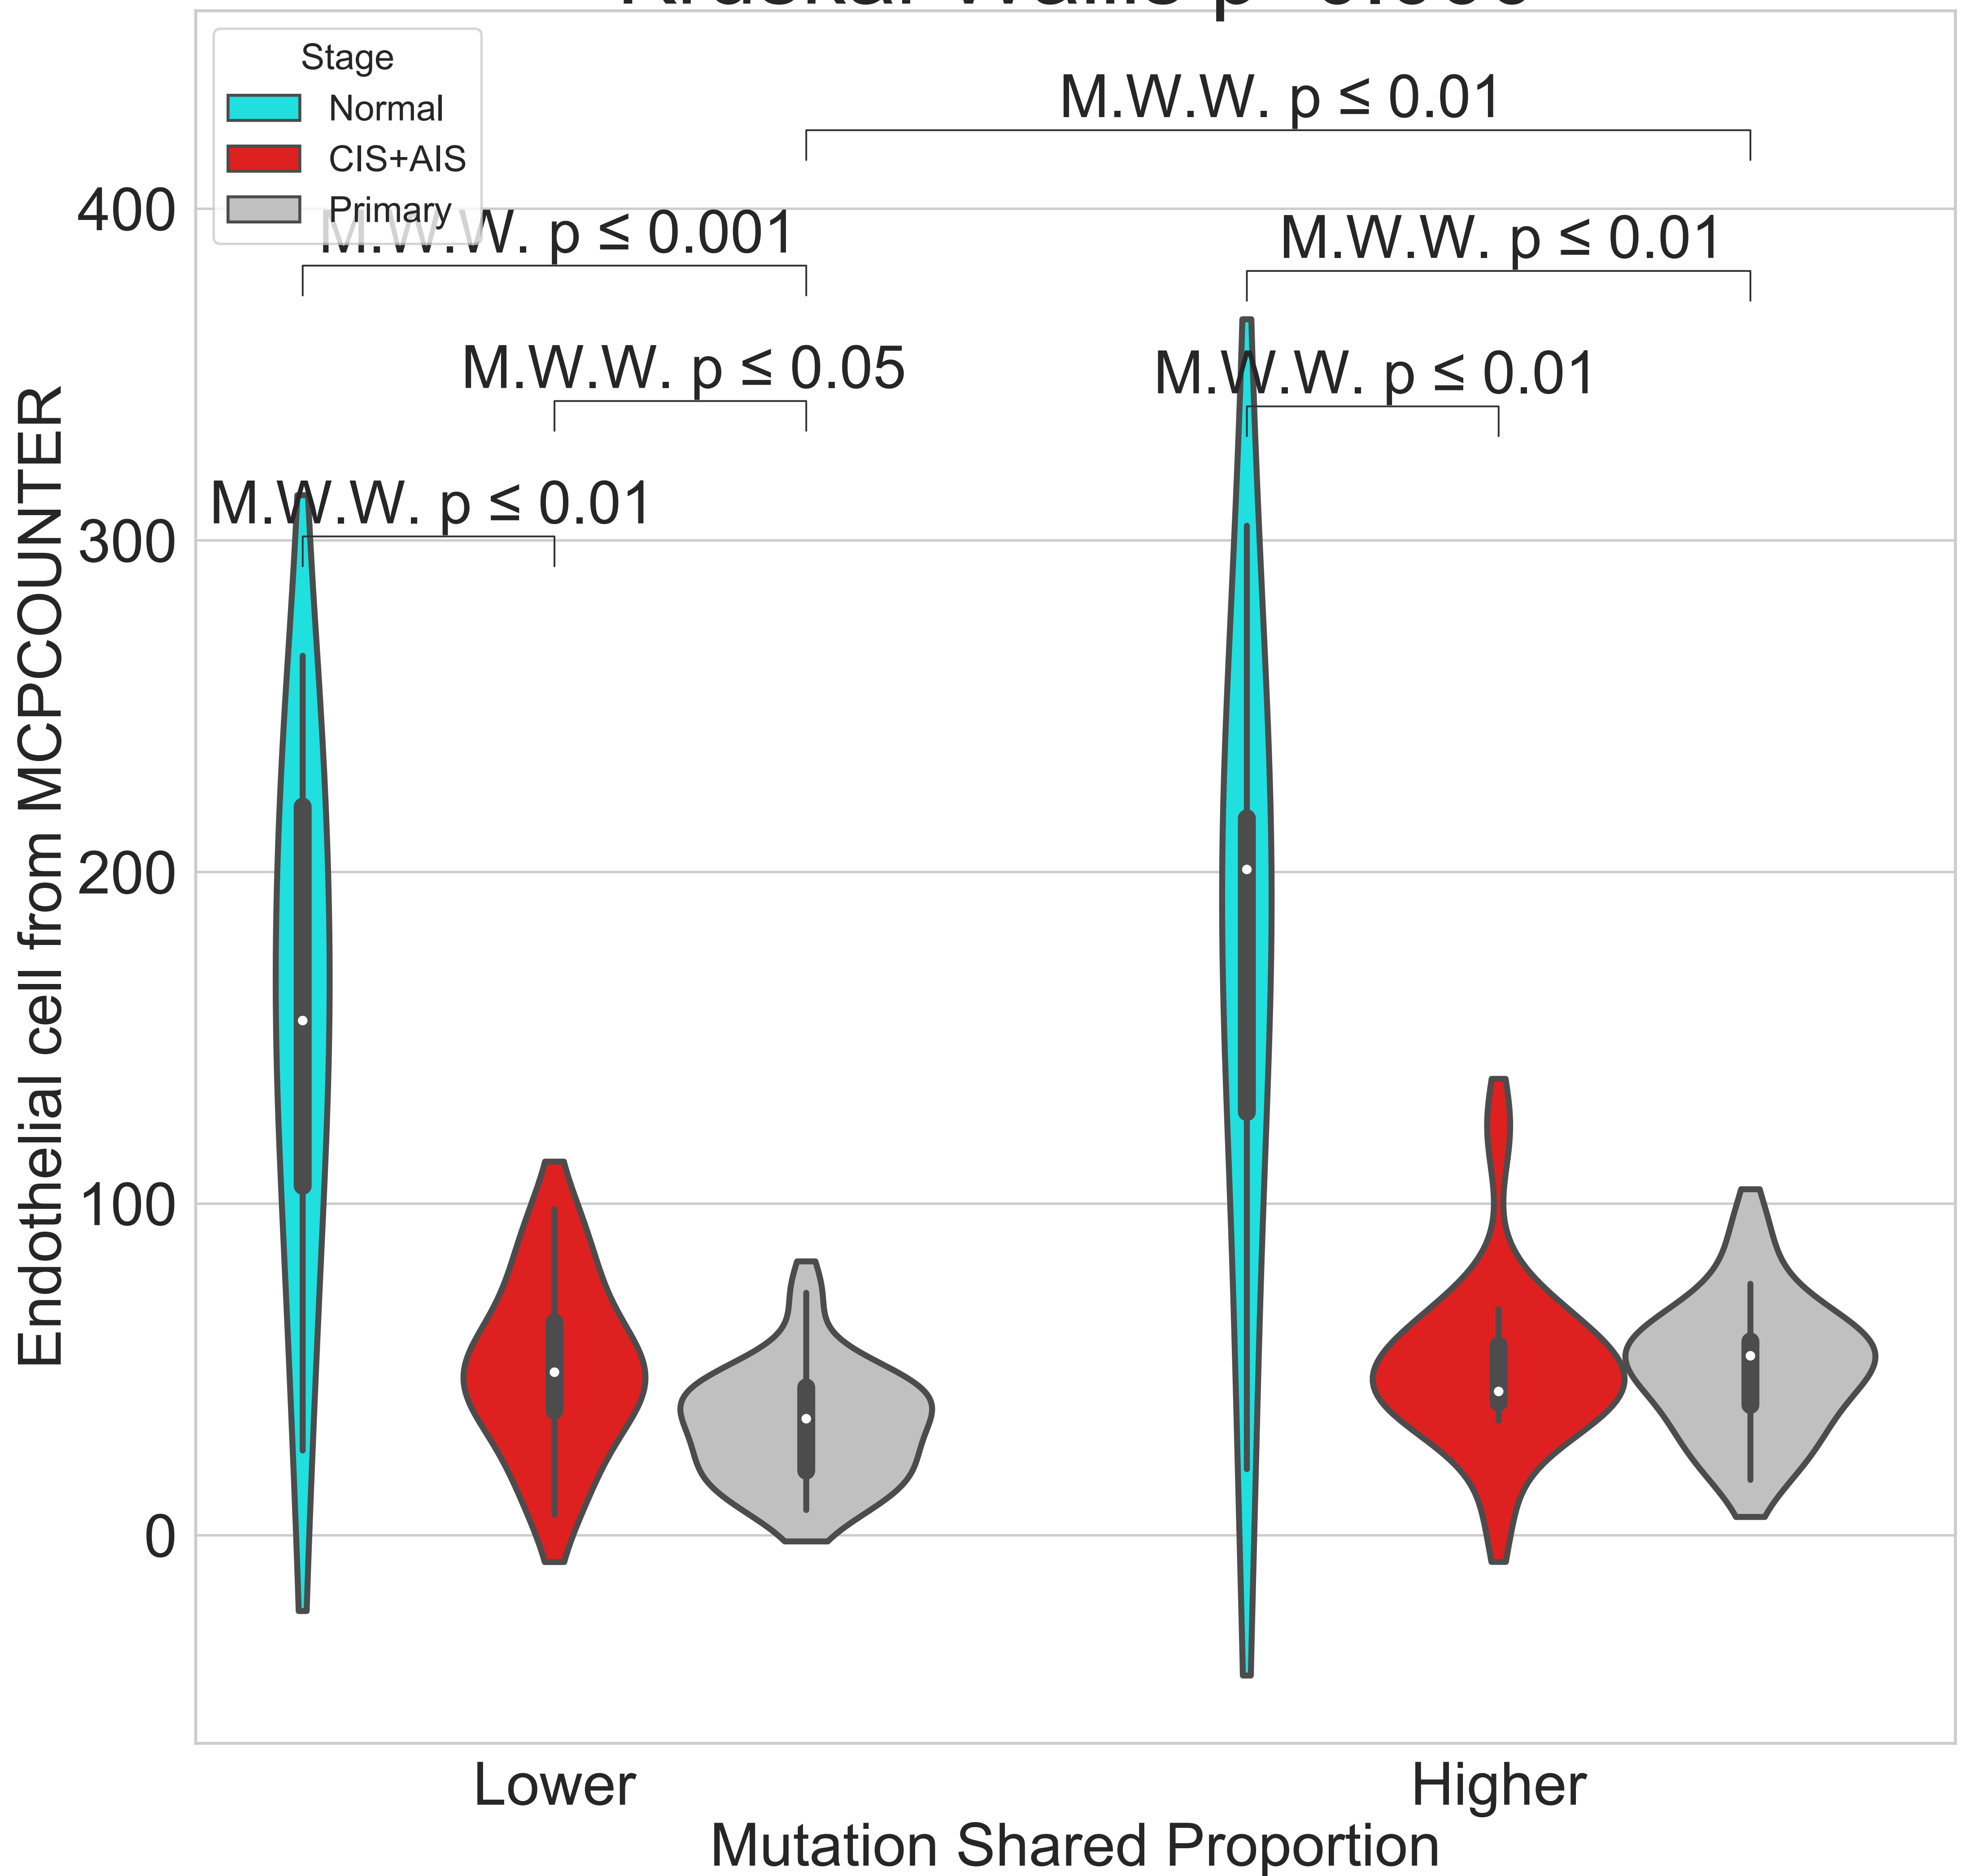 Stage
Normal
CIS+AIS
Primary
M.W.W. p ≤ 0.01
M.W.W. p ≤ 0.001
M.W.W. p ≤ 0.01
M.W.W. p ≤ 0.05
M.W.W. p ≤ 0.01
M.W.W. p ≤ 0.01
400
300
200
100
0
Endothelial cell from MCPCOUNTER
Lower
Higher
Mutation Shared Proportion